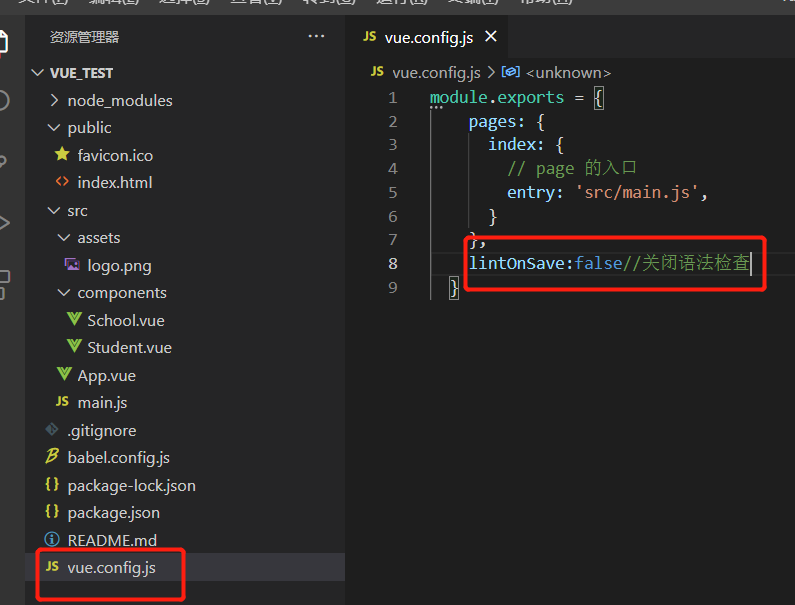 资源管理器
···
VUE_TEST
node_modules
public
favicon.ico
index.html
src
assets
logo.png
components
School.vue
Student.vue
App.vue
JS main.js
.gitignore
babel.config.js
{} package-lock.json
{} package.json
README.md
JS vue.config.js
JS vue.config.js ×
JS vue.config.js > <unknown>
1 module.exports = {
2 pages: {
3 index: {
4 // page 的入口
5 entry: 'src/main.js',
6 }
7 },
8 lintOnSave:false//关闭语法检查
9 }